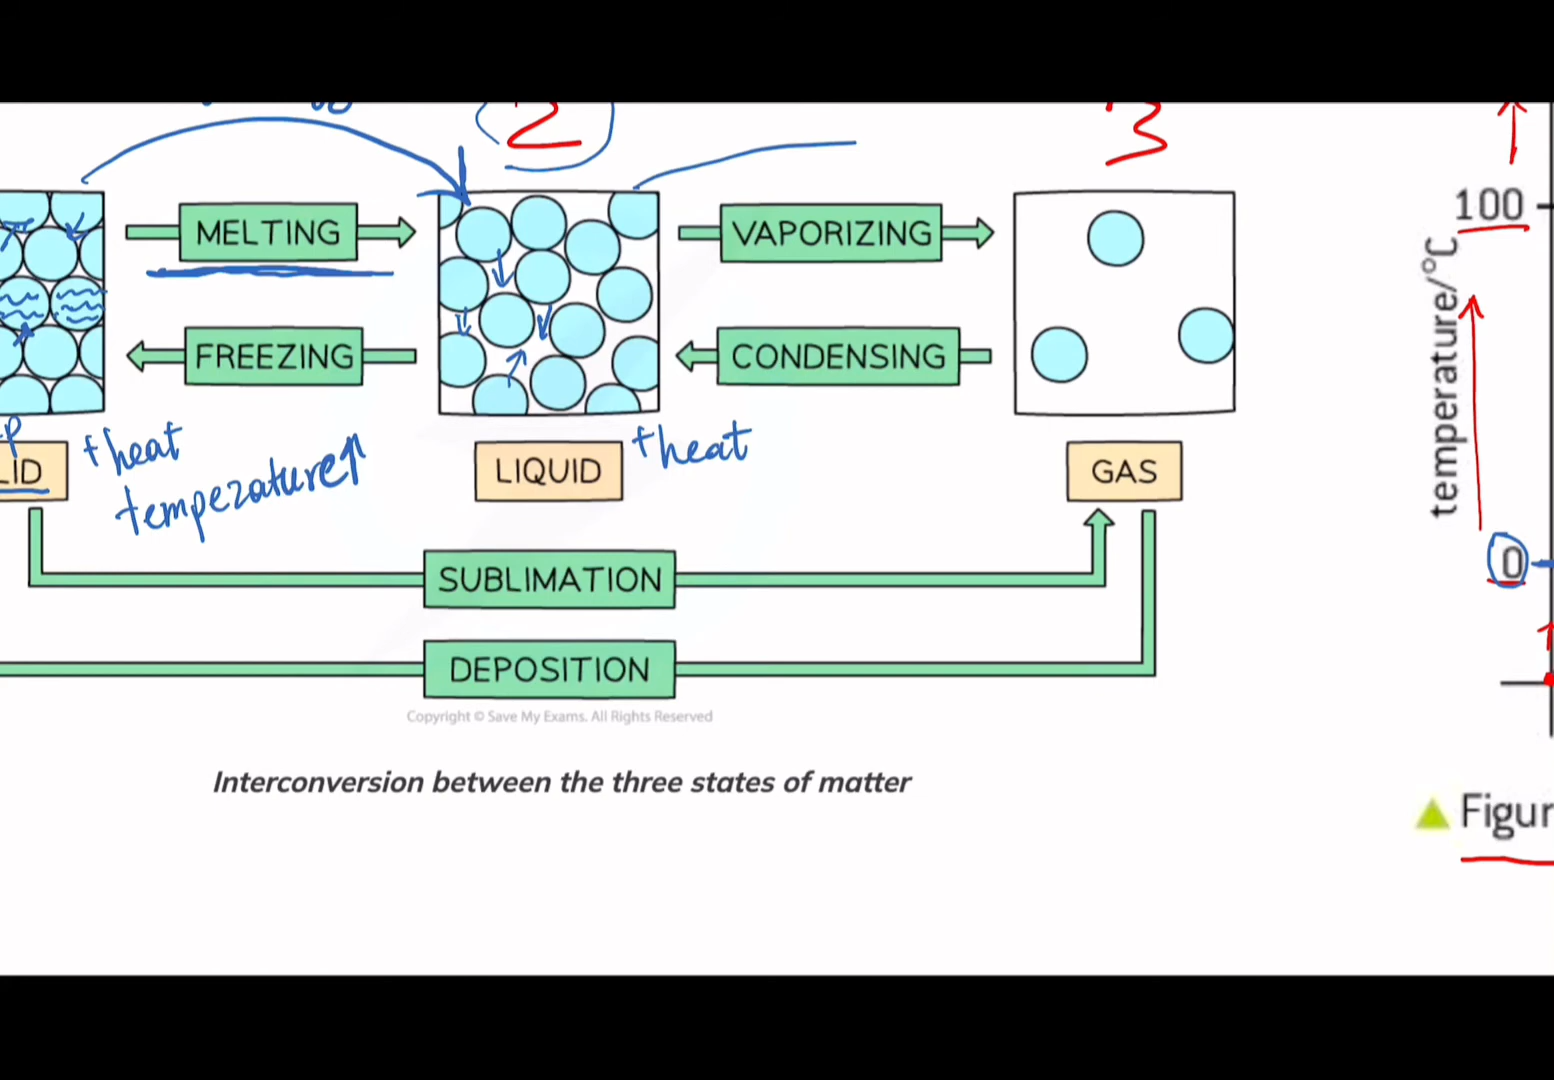 2
3
100
MELTING
VAPORIZING
FREEZING
CONDENSING
temperature/°C
LID
+ heat
temperature↑
LIQUID
+ heat
GAS
0
SUBLIMATION
DEPOSITION
Copyright © Save My Exams. All Rights Reserved
Interconversion between the three states of matter
Figur